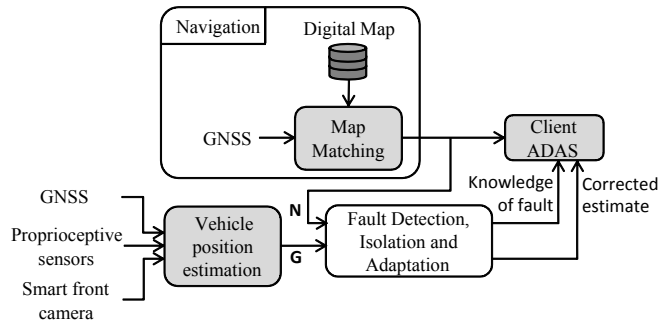 Digital Map
Navigation
GNSS
Map
Matching
Client
ADAS
Knowledge
of fault
Corrected
estimate
GNSS
Proprioceptive
sensors
Smart front
camera
Vehicle
position
estimation
N
G
Fault Detection,
Isolation and
Adaptation